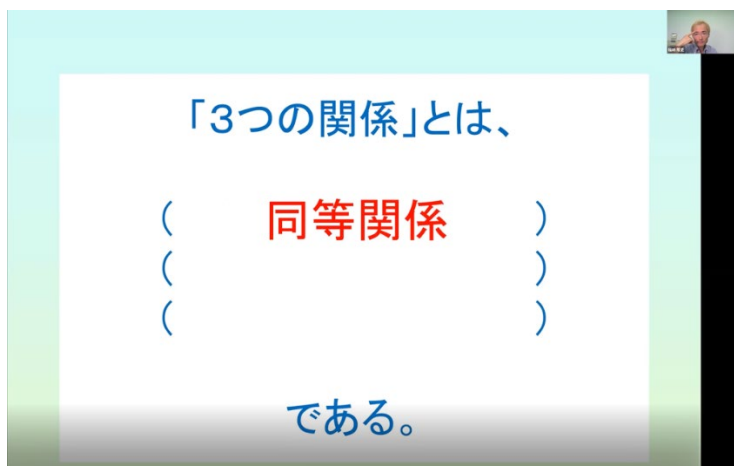 「3つの関係」とは、
( 同等関係 )
( )
( )
である。